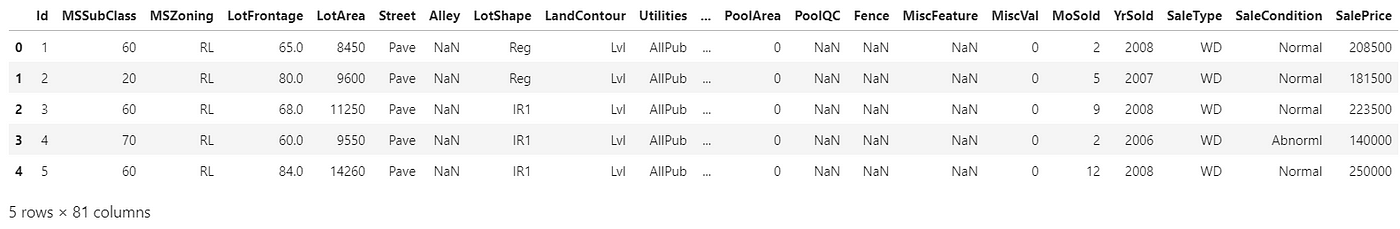 Id MSSubClass MSZoning LotFrontage LotArea Street Alley LotShape LandContour Utilities ... PoolArea PoolQC Fence MiscFeature MiscVal MoSold YrSold SaleType SaleCondition SalePrice
0 1 60 RL 65.0 8450 Pave NaN Reg Lvl AllPub ... 0 NaN NaN NaN 0 2 2008 WD Normal 208500
1 2 20 RL 80.0 9600 Pave NaN Reg Lvl AllPub ... 0 NaN NaN NaN 0 5 2007 WD Normal 181500
2 3 60 RL 68.0 11250 Pave NaN IR1 Lvl AllPub ... 0 NaN NaN NaN 0 9 2008 WD Normal 223500
3 4 70 RL 60.0 9550 Pave NaN IR1 Lvl AllPub ... 0 NaN NaN NaN 0 2 2006 WD Abnorml 140000
4 5 60 RL 84.0 14260 Pave NaN IR1 Lvl AllPub ... 0 NaN NaN NaN 0 12 2008 WD Normal 250000
5 rows × 81 columns